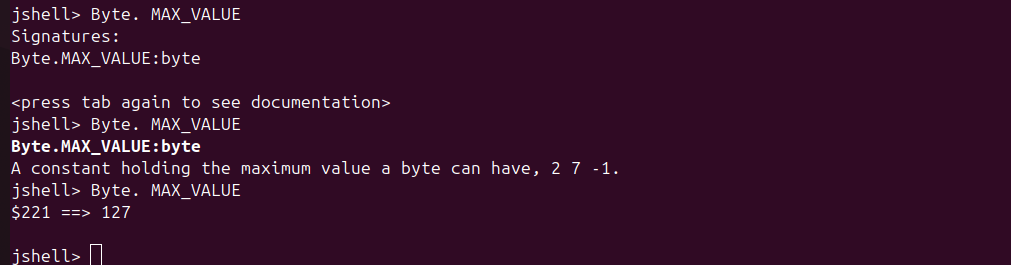 jshell> Byte. MAX_VALUE
Signatures:
Byte.MAX_VALUE:byte
<press tab again to see documentation>
jshell> Byte. MAX_VALUE
Byte.MAX_VALUE:byte
A constant holding the maximum value a byte can have, 2 7 -1.
jshell> Byte. MAX_VALUE
$221 ==> 127
jshell>